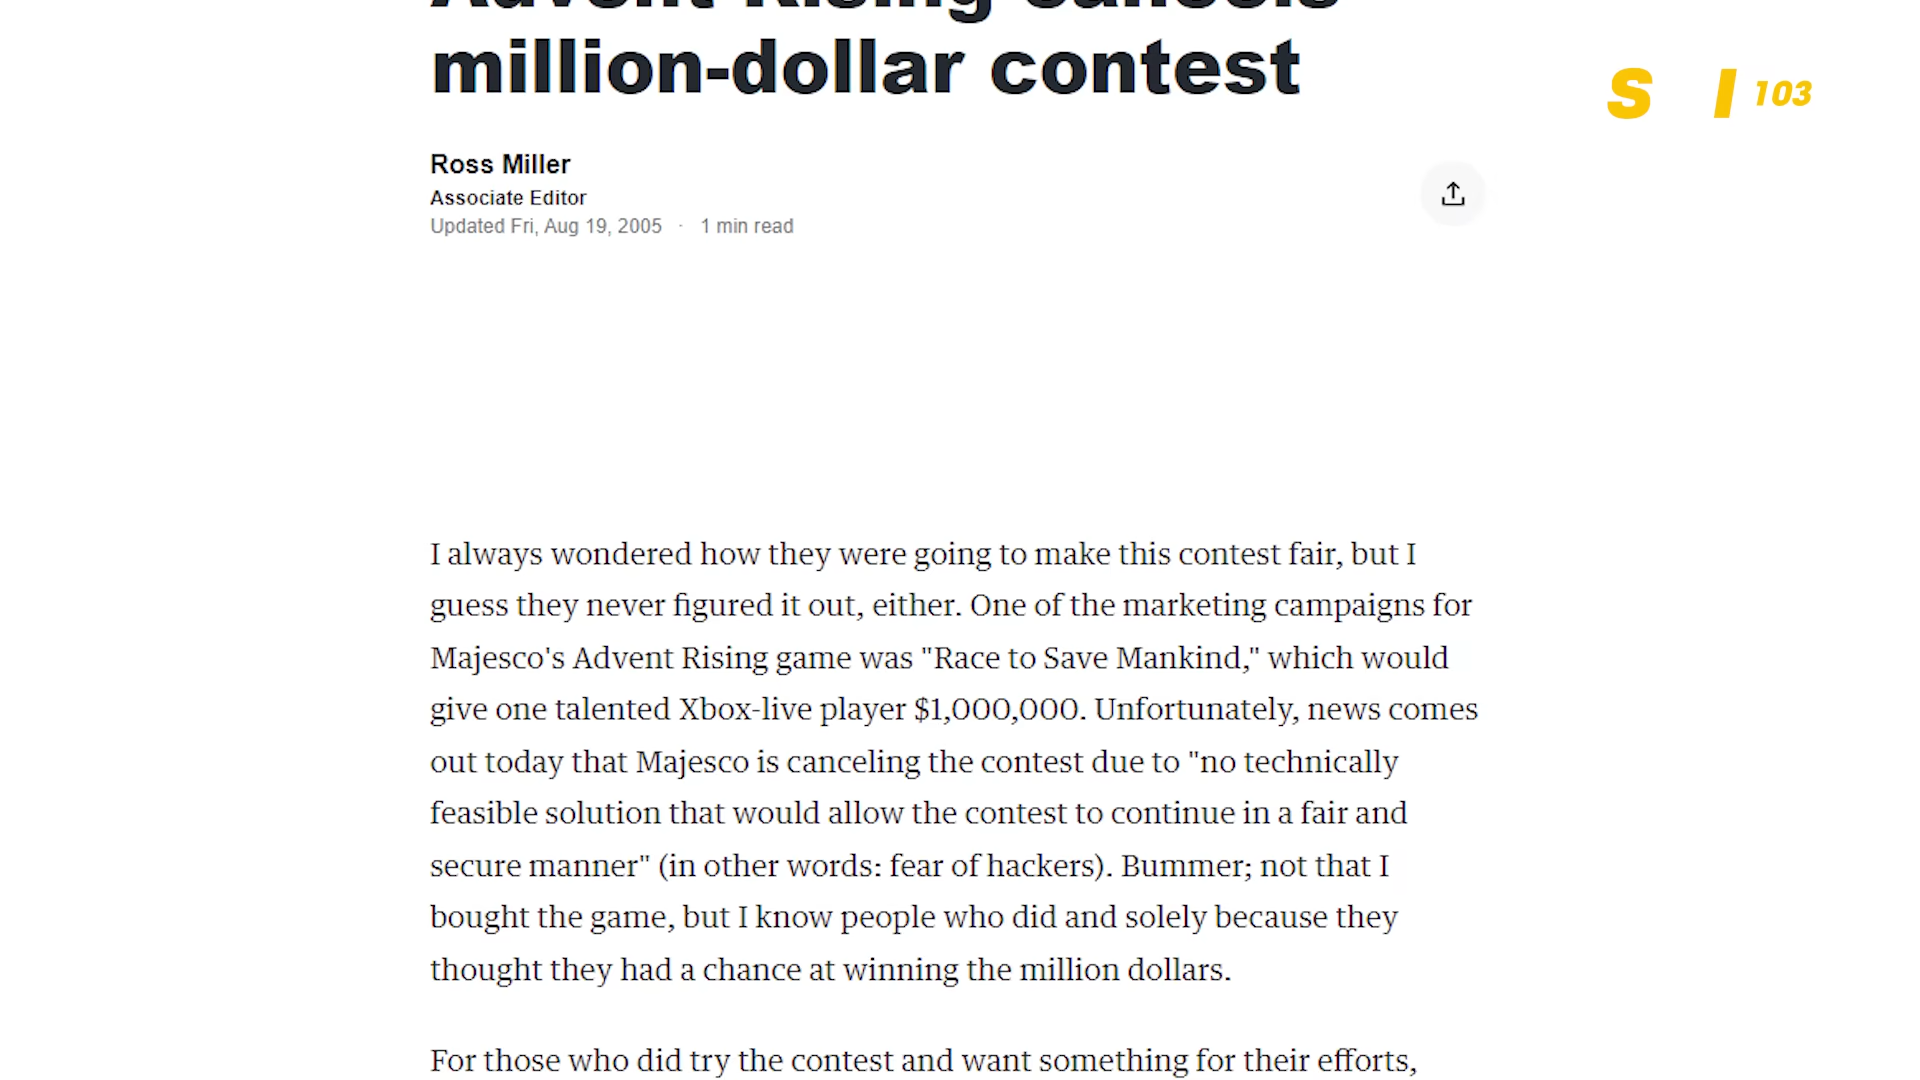 Advent Rising cancels
million-dollar contest
S I 103
Ross Miller
Associate Editor
Updated Fri, Aug 19, 2005 · 1 min read
I always wondered how they were going to make this contest fair, but I
guess they never figured it out, either. One of the marketing campaigns for
Majesco's Advent Rising game was "Race to Save Mankind," which would
give one talented Xbox-live player $1,000,000. Unfortunately, news comes
out today that Majesco is canceling the contest due to "no technically
feasible solution that would allow the contest to continue in a fair and
secure manner" (in other words: fear of hackers). Bummer; not that I
bought the game, but I know people who did and solely because they
thought they had a chance at winning the million dollars.
For those who did try the contest and want something for their efforts,